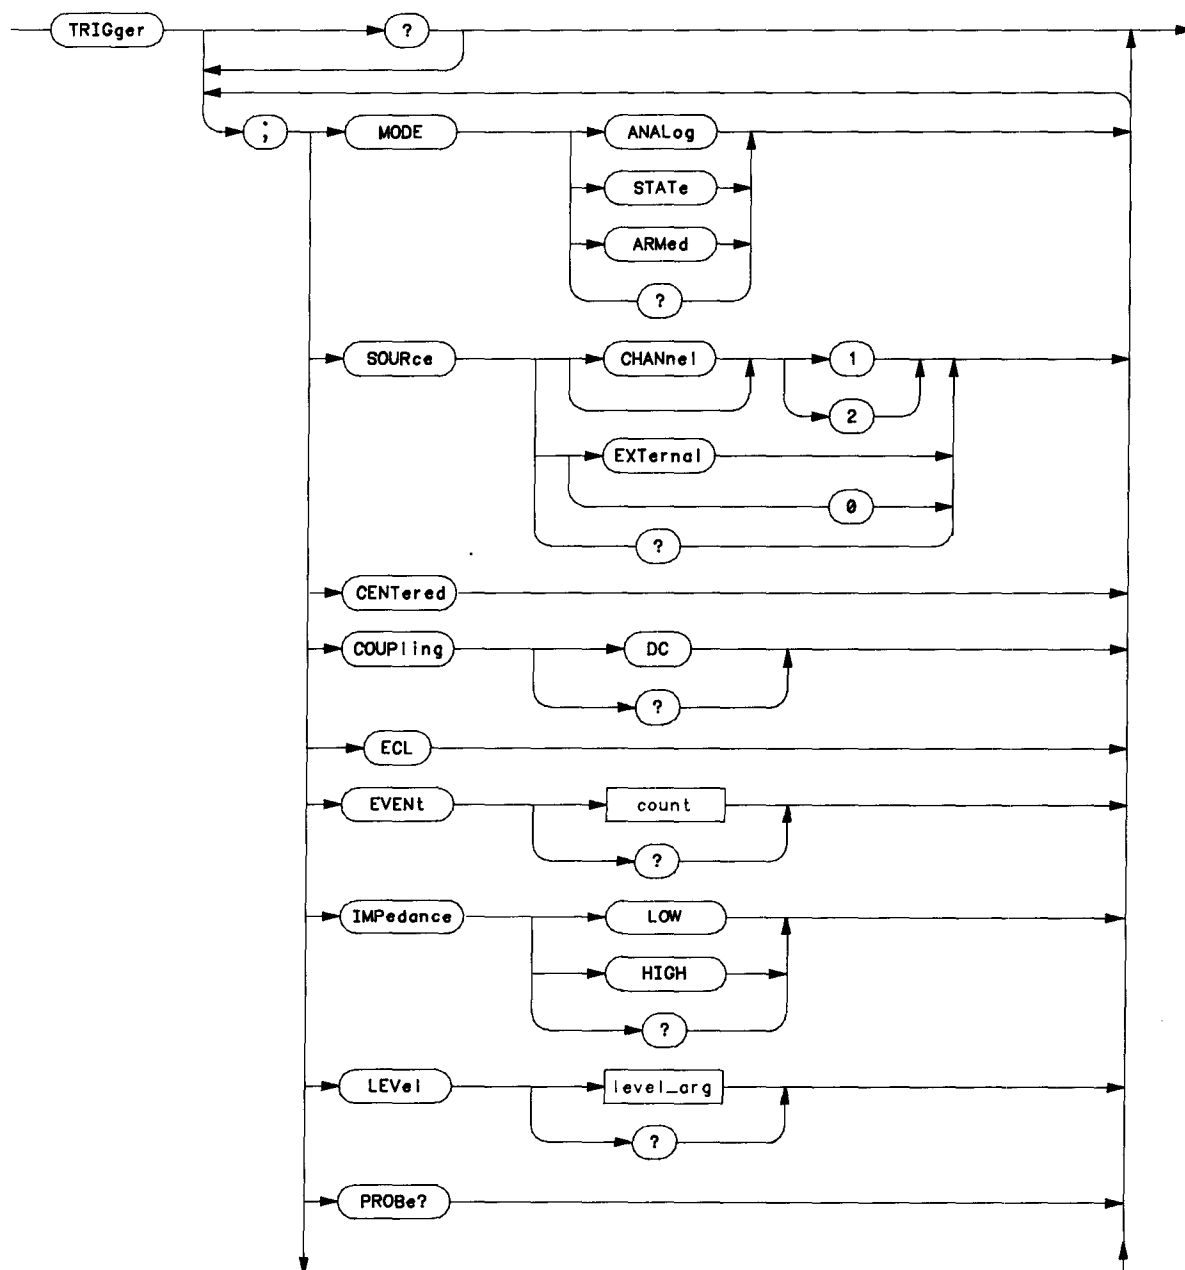 TRIGger ?
; MODE ANALog
STATe
ARMed
?
SOURce CHANnel 1
2
EXTernal
0
?
CENTered
COUPling DC
?
ECL
EVENt count
?
IMPedance LOW
HIGH
?
LEVel level_arg
?
PROBe?